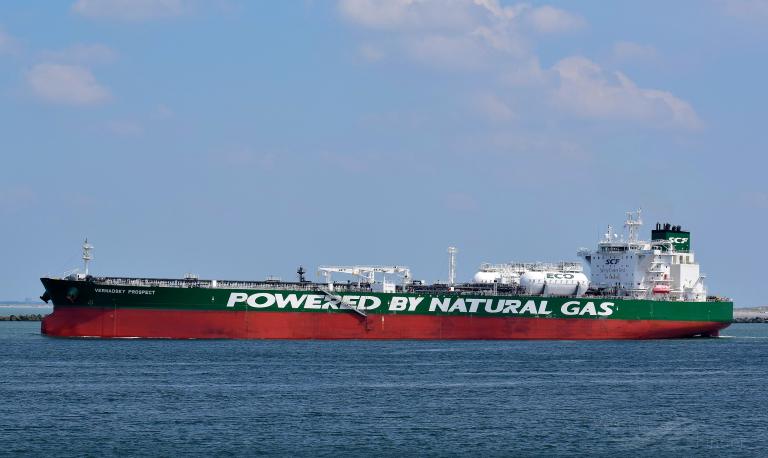 VERNADSKY PROSPECT
POWERED BY NATURAL GAS
ECO
SCF
SCF